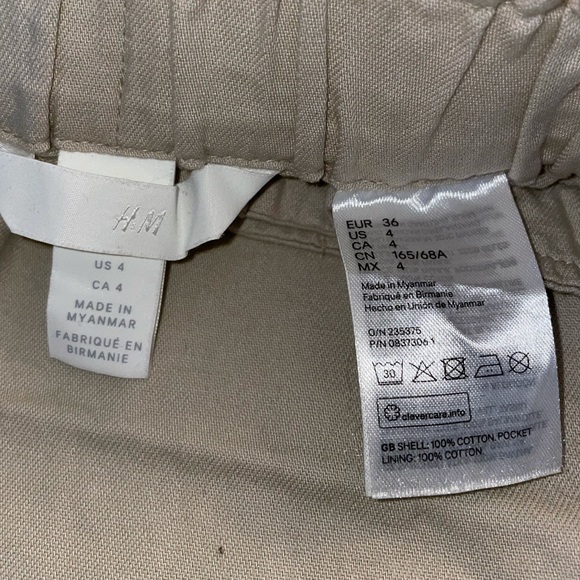 H&M
US 4
CA 4
MADE IN
MYANMAR
FABRIQUÉ EN
BIRMANIE
EUR 36
US 4
CA 4
CN 165/68A
MX 4
Made in Myanmar
Fabriqué en Birmanie
Hecho en Unión de Myanmar
O/N 235375
P/N 0837306 1
30
clevercare.info
GB SHELL: 100% COTTON. POCKET
LINING: 100% COTTON